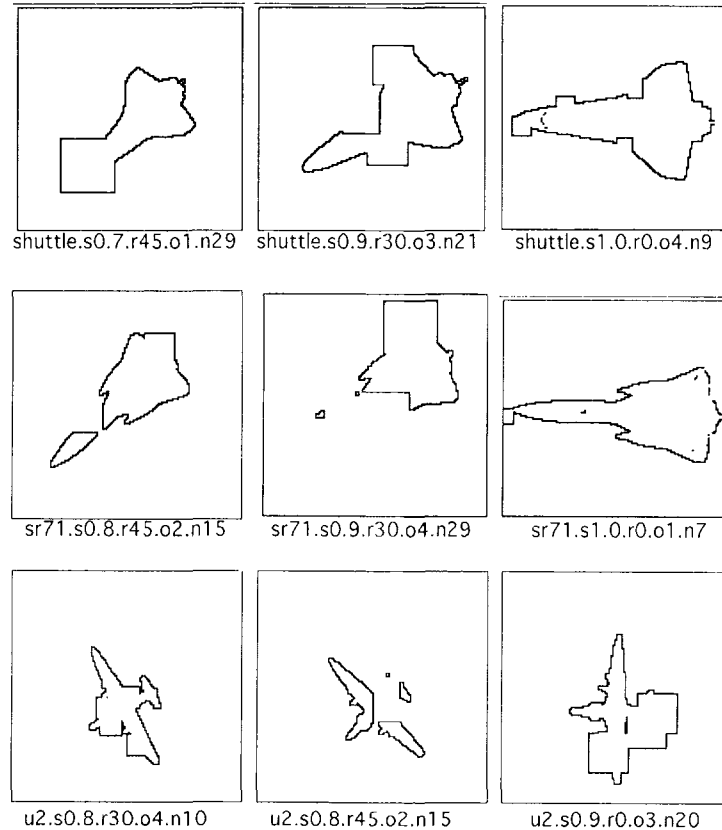 shuttle.s0.7.r45.o1.n29
shuttle.s0.9.r30.o3.n21
shuttle.s1.0.r0.o4.n9
sr71.s0.8.r45.o2.n15
sr71.s0.9.r30.o4.n29
sr71.s1.0.r0.o1.n7
u2.s0.8.r30.o4.n10
u2.s0.8.r45.o2.n15
u2.s0.9.r0.o3.n20